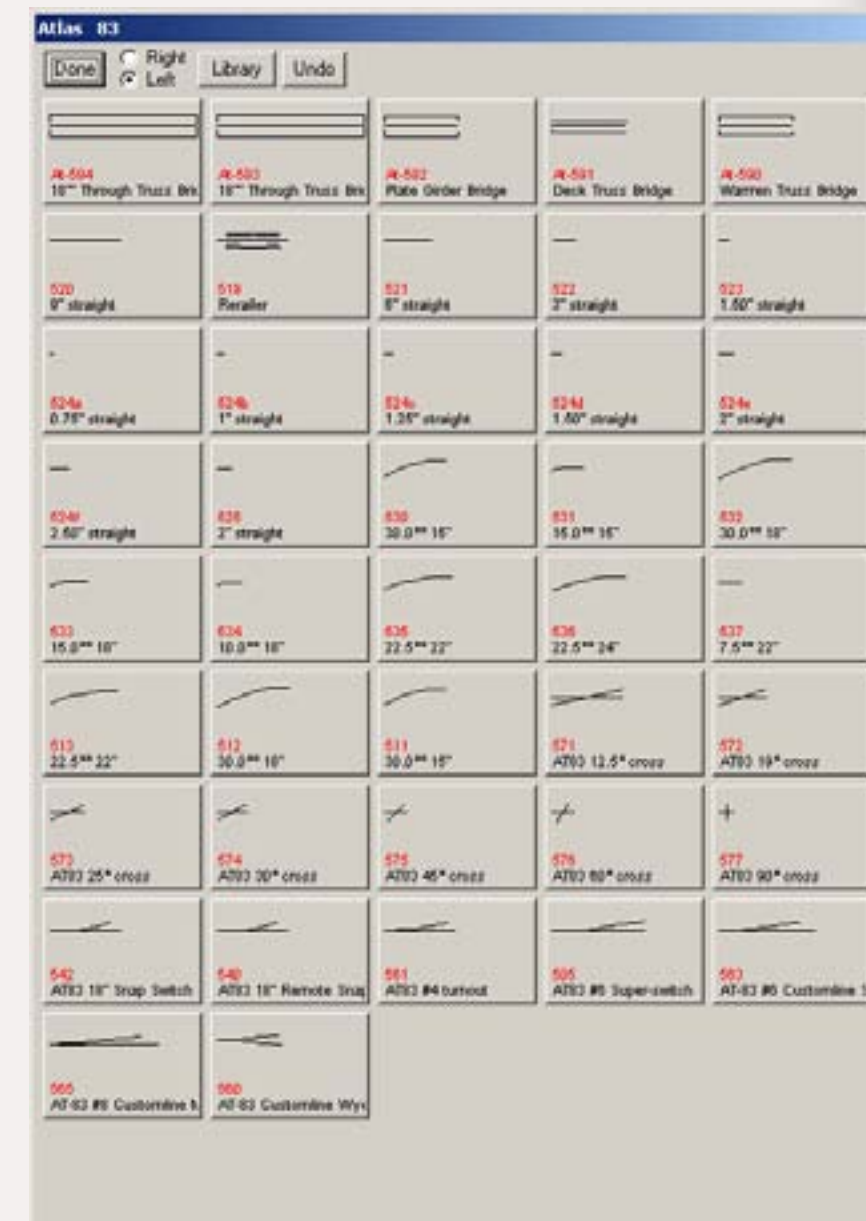 Atlas 83
Done
Right
Left
Library
Undo
At-594
18"" Through Truss Bri
At-593
18"" Through Truss Bri
At-592
Plate Girder Bridge
At-591
Deck Truss Bridge
At-590
Warren Truss Bridge
520
9" straight
519
Rerailer
521
6" straight
522
3" straight
523
1.50" straight
524a
0.75" straight
524b
1" straight
524c
1.25" straight
524d
1.50" straight
524e
2" straight
524f
2.50" straight
2" straight
530
30.0** 15"
531
15.0** 15"
532
30.0** 18"
533
15.0** 18"
534
10.0** 18"
535
22.5** 22"
536
22.5** 24"
537
7.5** 22"
513
22.5** 22"
512
30.0** 18"
511
30.0** 15"
571
AT83 12.5* cross
572
AT83 19* cross
573
AT83 25* cross
574
AT83 30* cross
575
AT83 45* cross
576
AT83 60* cross
577
AT83 90* cross
542
AT83 18" Snap Switch
540
AT83 18" Remote Snap
561
AT83 #4 turnout
505
AT83 #6 Super-switch
563
AT-83 #6 Customline
565
AT-83 #8 Customline
560
AT-83 Customline Wye